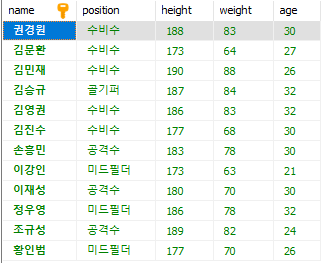 name position height weight age
권경원 수비수 188 83 30
김문환 수비수 173 64 27
김민재 수비수 190 88 26
김승규 골키퍼 187 84 32
김영권 수비수 186 83 32
김진수 수비수 177 68 30
손흥민 공격수 183 78 30
이강인 미드필더 173 63 21
이재성 공격수 180 70 30
정우영 미드필더 186 78 32
조규성 공격수 189 82 24
황인범 미드필더 177 70 26